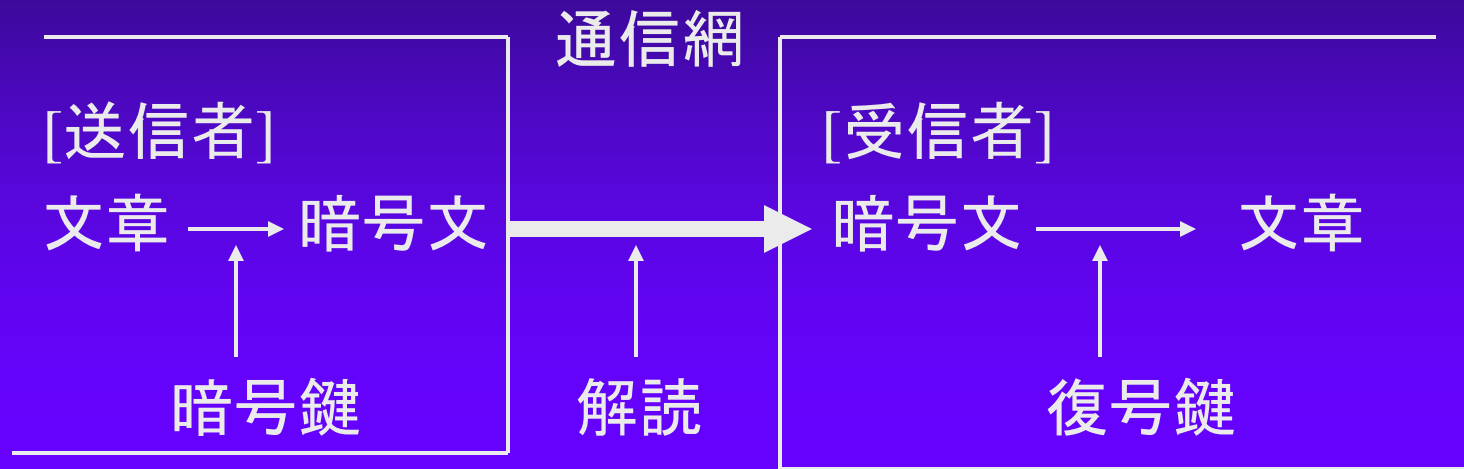 通信網
[送信者]
[受信者]
文章 暗号文 暗号文 文章
暗号鍵 解読 復号鍵